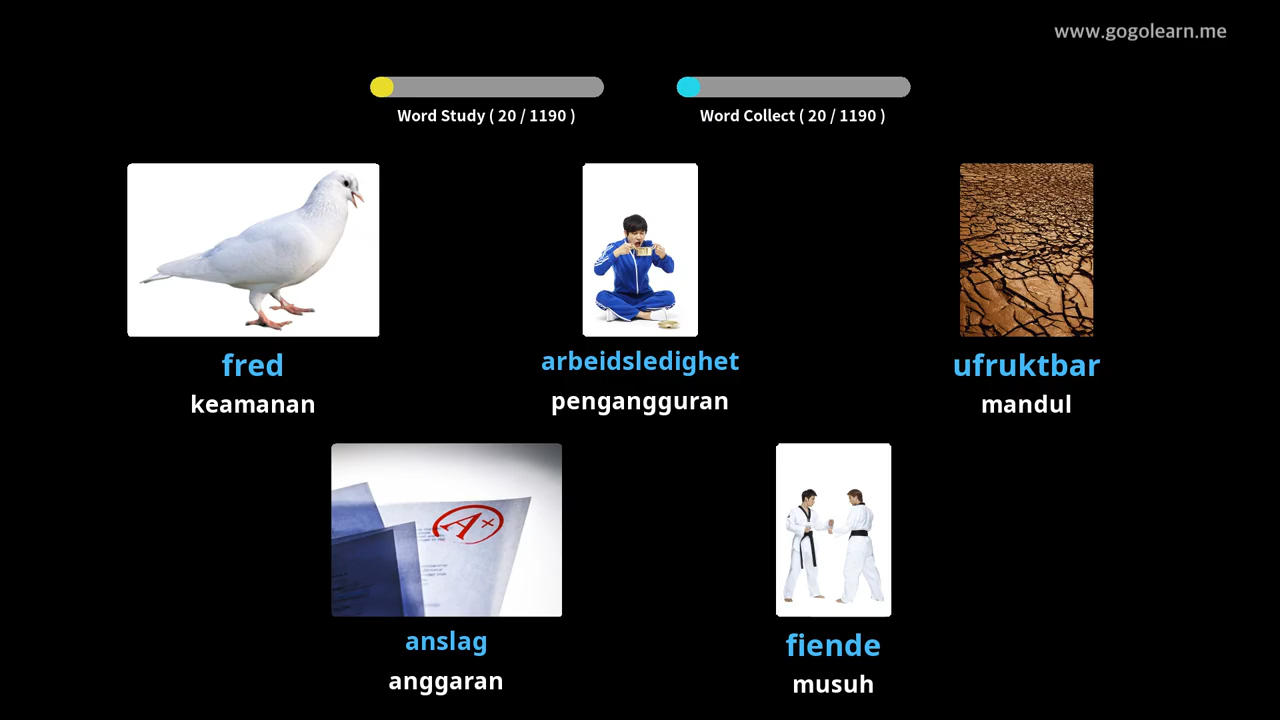 www.gogolearn.me
Word Study ( 20 / 1190 )
Word Collect ( 20 / 1190 )
fred
keamanan
arbeidsledighet
pengangguran
ufruktbar
mandul
A+
anslag
anggaran
fiende
musuh